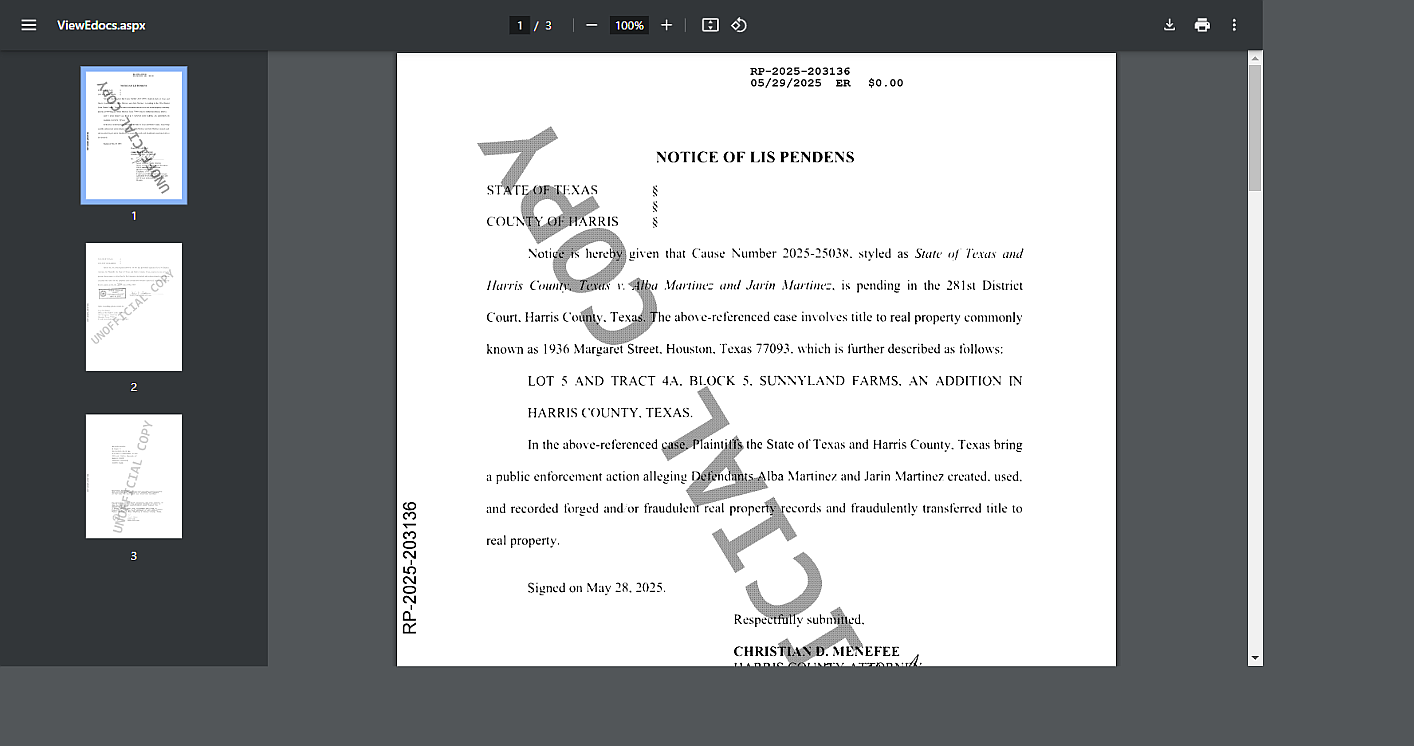 ViewEdocs.aspx
1 / 3
100%
RP-2025-203136
05/29/2025 ER $0.00
NOTICE OF LIS PENDENS
STATE OF TEXAS §
§
COUNTY OF HARRIS §
Notice is hereby given that Cause Number 2025-25038, styled as State of Texas and
Harris County, Texas v. Alba Martinez and Jarin Martinez, is pending in the 281st District
Court, Harris County, Texas. The above-referenced case involves title to real property commonly
known as 1936 Margaret Street, Houston, Texas 77093, which is further described as follows:
LOT 5 AND TRACT 4A, BLOCK 5, SUNNYLAND FARMS, AN ADDITION IN
HARRIS COUNTY, TEXAS.
In the above-referenced case, Plaintiffs the State of Texas and Harris County, Texas bring
a public enforcement action alleging Defendants Alba Martinez and Jarin Martinez created, used,
and recorded forged and/or fraudulent real property records and fraudulently transferred title to
real property.
Signed on May 28, 2025.
Respectfully submitted,
CHRISTIAN D. MENEFEE
HARRIS COUNTY ATTORNEY
RP-2025-203136
ICIAL COPY
UNOFFICIAL COPY
1
UNOFFICIAL COPY
2
UNOFFICIAL COPY
3